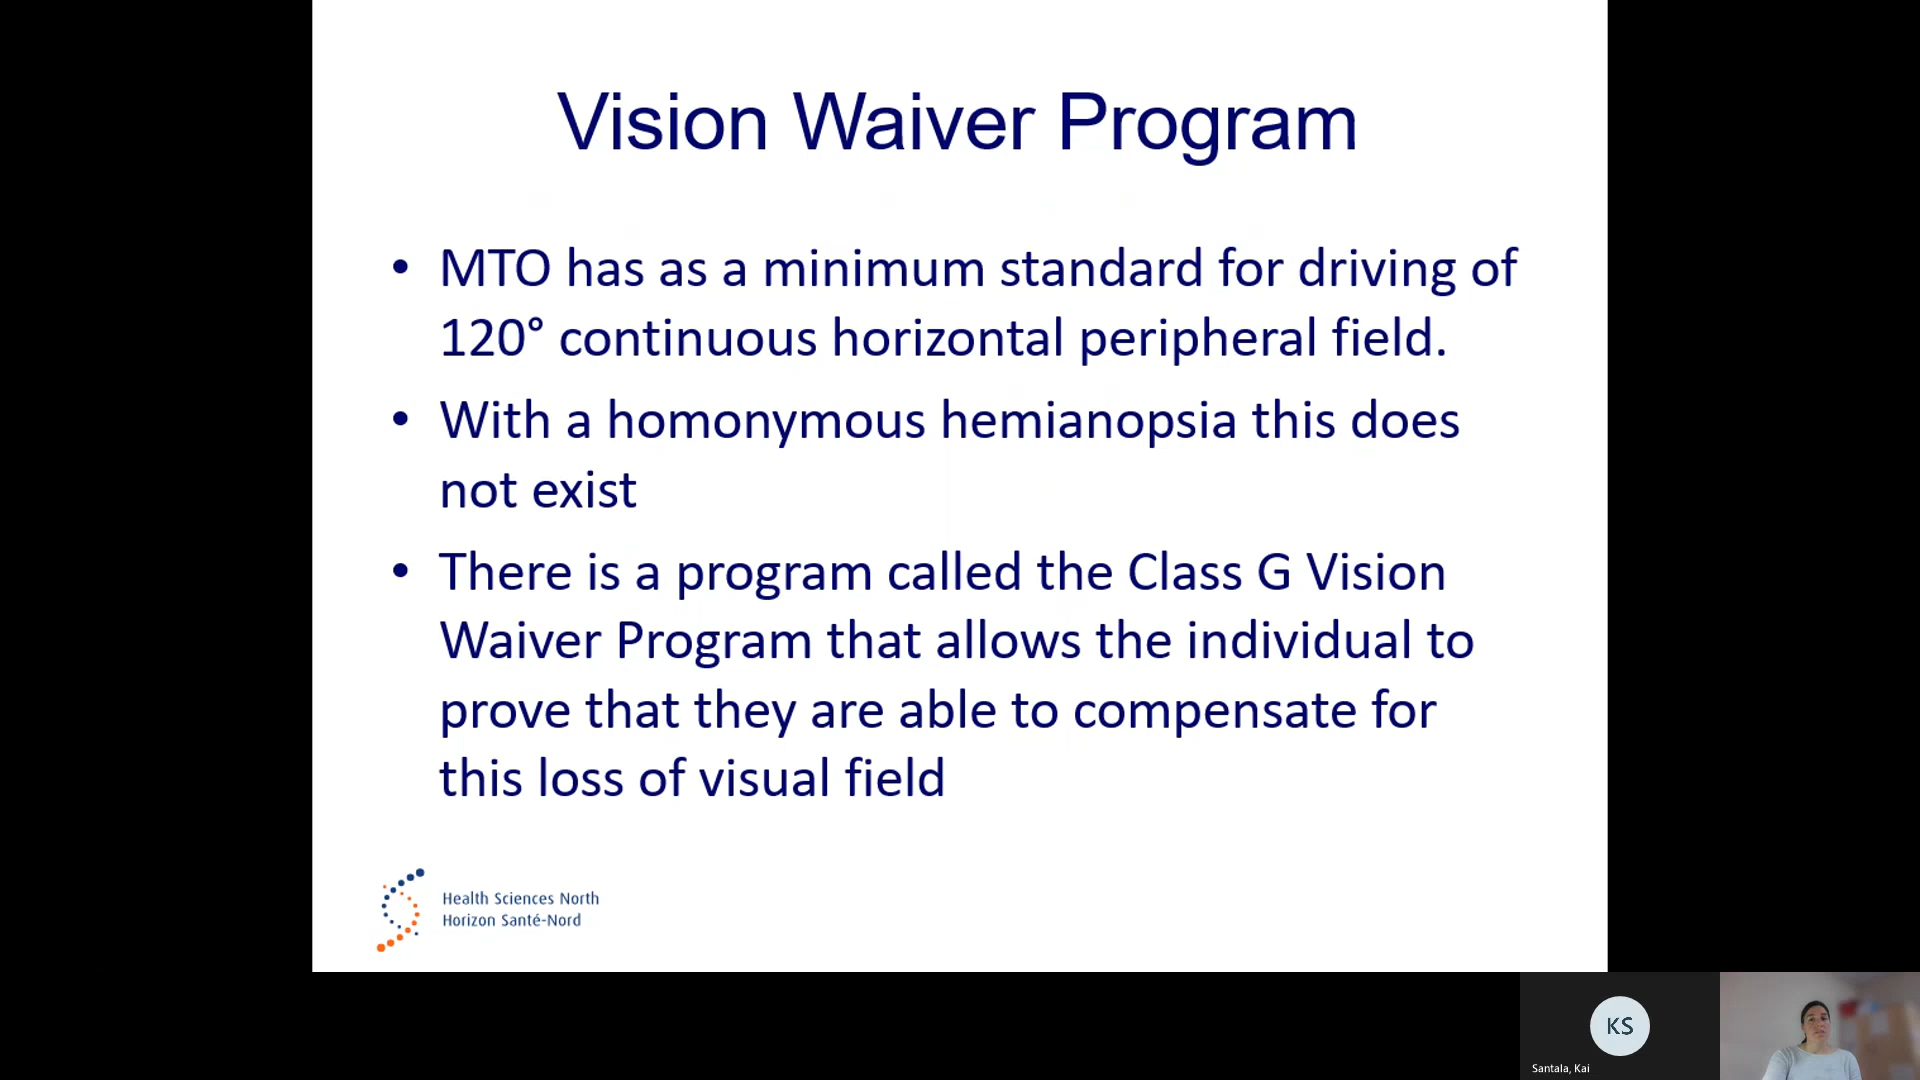 Vision Waiver Program
• MTO has as a minimum standard for driving of
120° continuous horizontal peripheral field.
• With a homonymous hemianopsia this does
not exist
• There is a program called the Class G Vision
Waiver Program that allows the individual to
prove that they are able to compensate for
this loss of visual field
Health Sciences North
Horizon Santé-Nord
KS
Santala, Kai